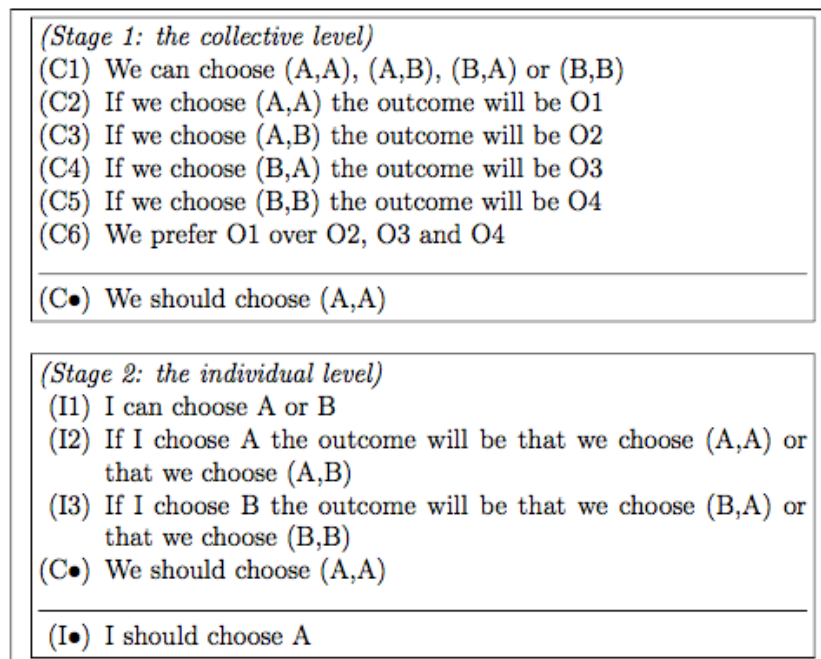 (Stage 1: the collective level)
(C1) We can choose (A,A), (A,B), (B,A) or (B,B)
(C2) If we choose (A,A) the outcome will be O1
(C3) If we choose (A,B) the outcome will be O2
(C4) If we choose (B,A) the outcome will be O3
(C5) If we choose (B,B) the outcome will be O4
(C6) We prefer O1 over O2, O3 and O4
(C●) We should choose (A,A)
(Stage 2: the individual level)
(I1) I can choose A or B
(I2) If I choose A the outcome will be that we choose (A,A) or
that we choose (A,B)
(I3) If I choose B the outcome will be that we choose (B,A) or
that we choose (B,B)
(C●) We should choose (A,A)
(I●) I should choose A